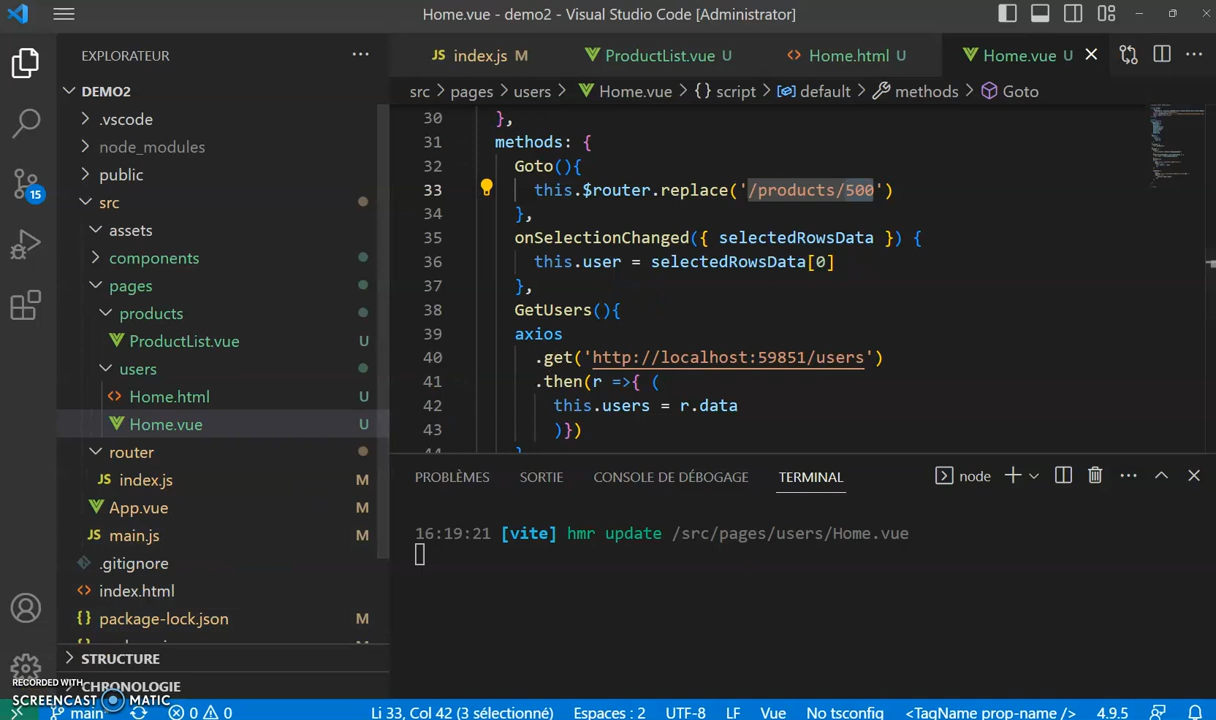 Home.vue - demo2 - Visual Studio Code [Administrator]
EXPLORATEUR
DEMO2
.vscode
node_modules
public
src
assets
components
pages
products
ProductList.vue U
users
Home.html U
Home.vue U
router
JS index.js M
App.vue M
JS main.js M
.gitignore
index.html
package-lock.json M
STRUCTURE
CHRONOLOGIE
15
JS index.js M ProductList.vue U Home.html U Home.vue U
src > pages > users > Home.vue > {} script > default > methods > Goto
30 },
31 methods: {
32 Goto(){
33 this.$router.replace('/products/500')
34 },
35 onSelectionChanged({ selectedRowsData }) {
36 this.user = selectedRowsData[0]
37 },
38 GetUsers(){
39 axios
40 .get('http://localhost:59851/users')
41 .then(r =>{ (
42 this.users = r.data
43 )})
PROBLÈMES SORTIE CONSOLE DE DÉBOGAGE TERMINAL node
16:19:21 [vite] hmr update /src/pages/users/Home.vue
RECORDED WITH
SCREENCAST MATIC
main* 0 0 Li 33, Col 42 (3 sélectionné) Espaces : 2 UTF-8 LF Vue No tsconfig <TagName prop-name /> 4.9.5